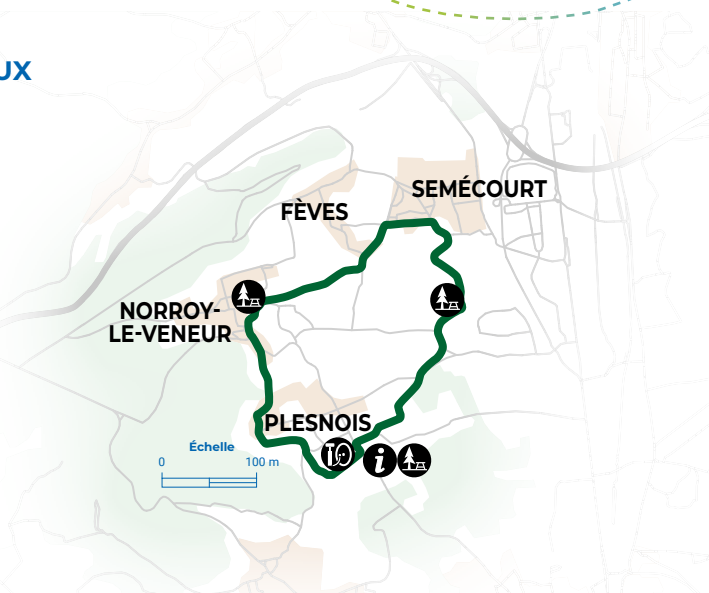 UX
SEMÉCOURT
FÈVES
NORROY-
LE-VENEUR
PLESNOIS
Échelle
0 100 m
i